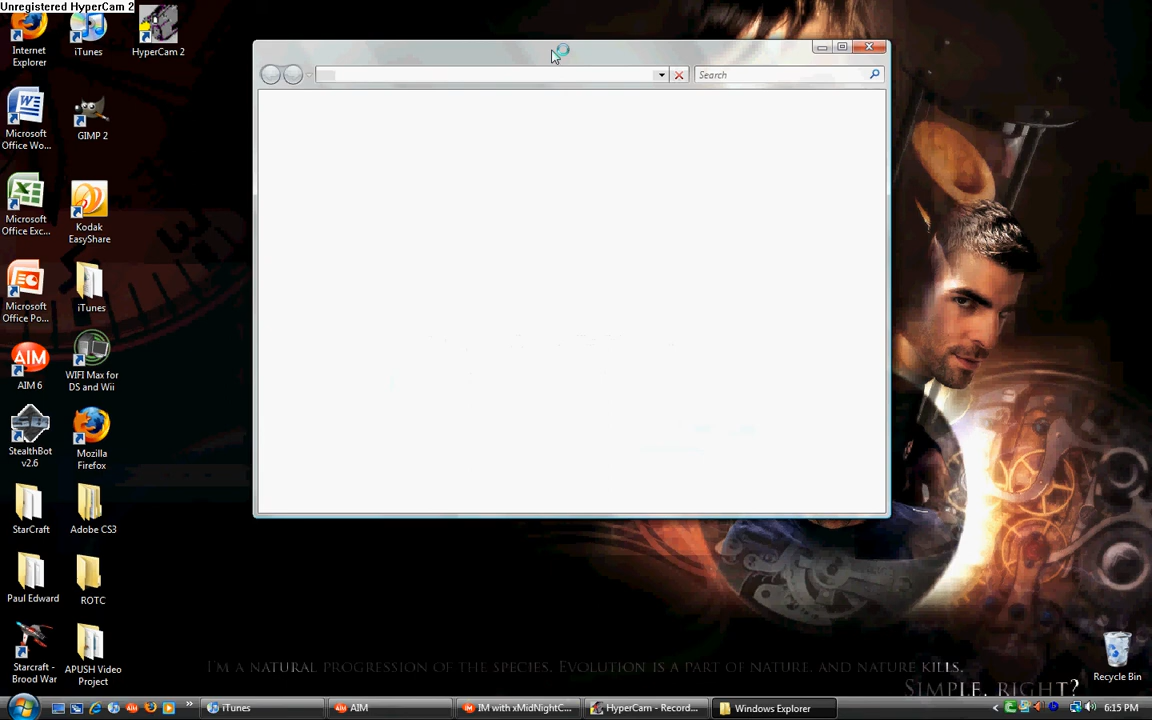 Unregistered HyperCam 2
Internet
Explorer
iTunes
HyperCam 2
Search
Microsoft
Office Wo...
GIMP 2
Microsoft
Office Exc...
Kodak
EasyShare
Microsoft
Office Po...
iTunes
AIM
AIM 6
WIFI Max for
DS and Wii
StealthBot
v2.6
Mozilla
Firefox
StarCraft
Adobe CS3
Paul Edward
ROTC
Starcraft -
Brood War
APUSH Video
Project
Recycle Bin
I'M A NATURAL PROGRESSION OF THE SPECIES. EVOLUTION IS A PART OF NATURE, AND NATURE KILLS.
SIMPLE, RIGHT?
iTunes
AIM
IM with xMidNightC...
HyperCam - Record...
Windows Explorer
6:15 PM